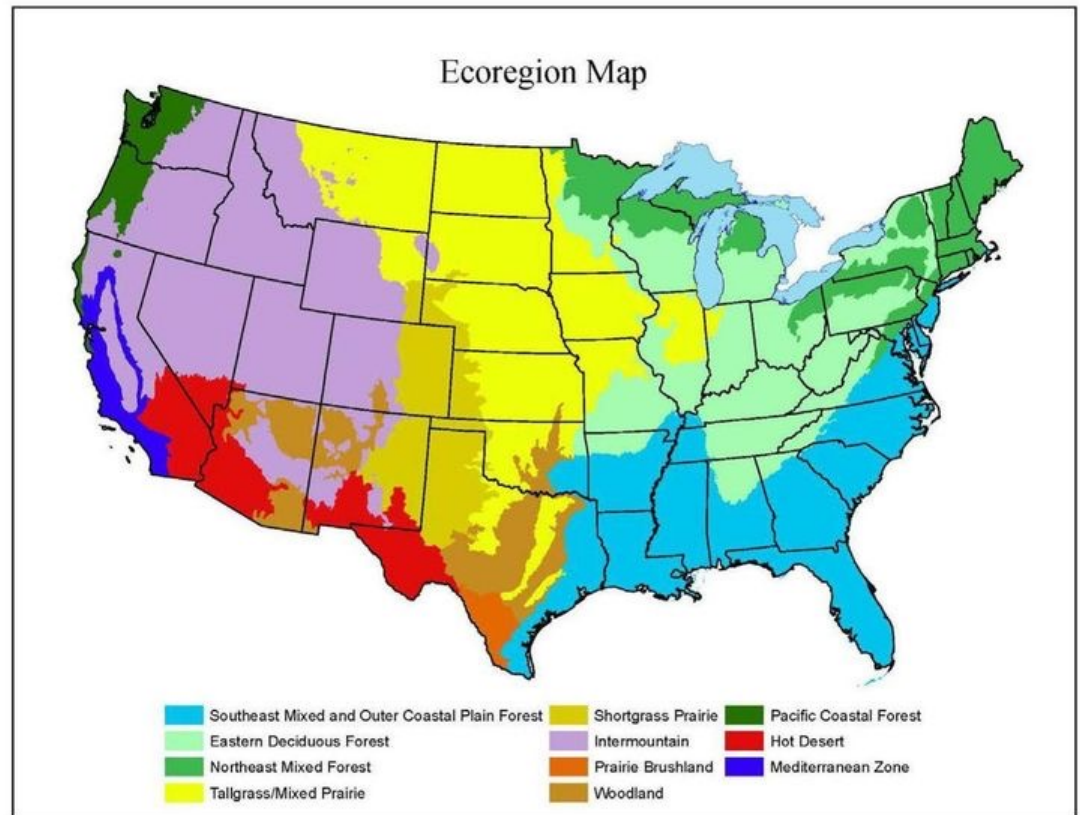 Ecoregion Map
Southeast Mixed and Outer Coastal Plain Forest
Eastern Deciduous Forest
Northeast Mixed Forest
Tallgrass/Mixed Prairie
Shortgrass Prairie
Intermountain
Prairie Brushland
Woodland
Pacific Coastal Forest
Hot Desert
Mediterranean Zone